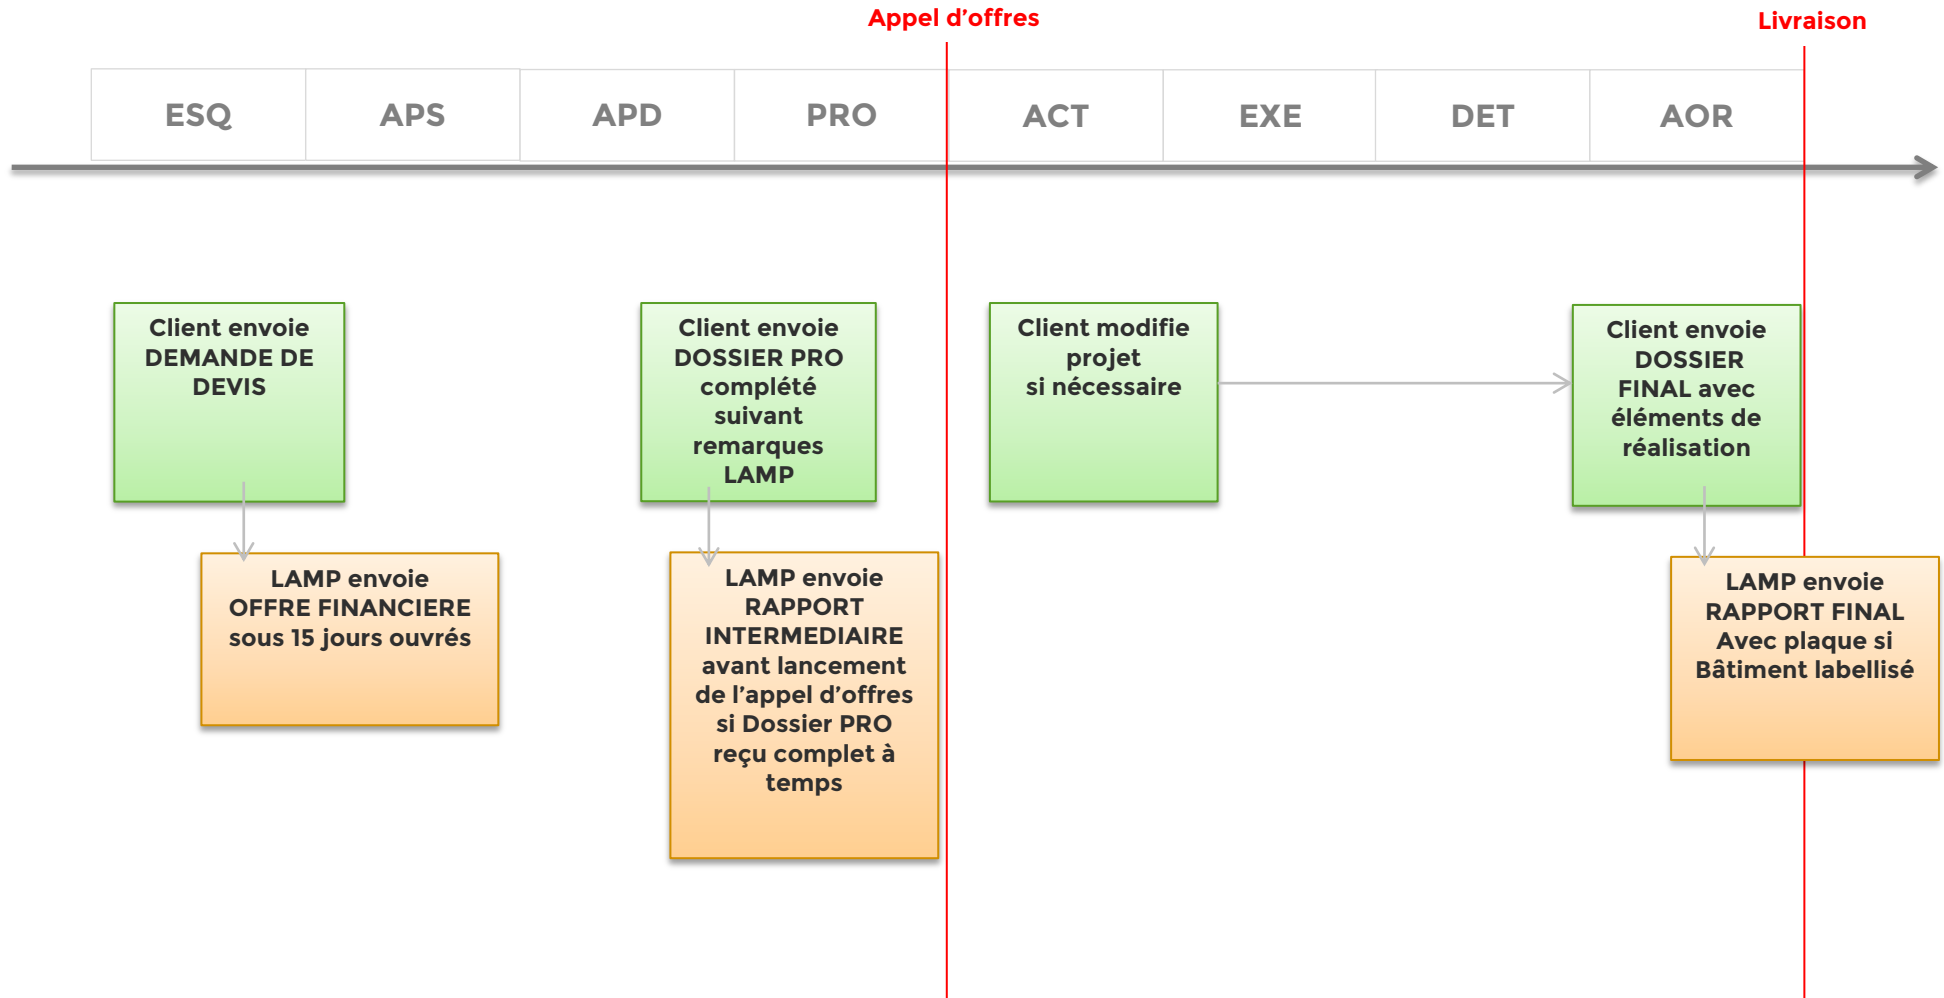 Appel d’offres
Livraison
ESQ
APS
APD
PRO
ACT
EXE
DET
AOR
Client envoie
DEMANDE DE
DEVIS
LAMP envoie
OFFRE FINANCIERE
sous 15 jours ouvrés
Client envoie
DOSSIER PRO
complété
suivant
remarques
LAMP
LAMP envoie
RAPPORT
INTERMEDIAIRE
avant lancement
de l’appel d’offres
si Dossier PRO
reçu complet à
temps
Client modifie
projet
si nécessaire
Client envoie
DOSSIER
FINAL avec
éléments de
réalisation
LAMP envoie
RAPPORT FINAL
Avec plaque si
Bâtiment labellisé